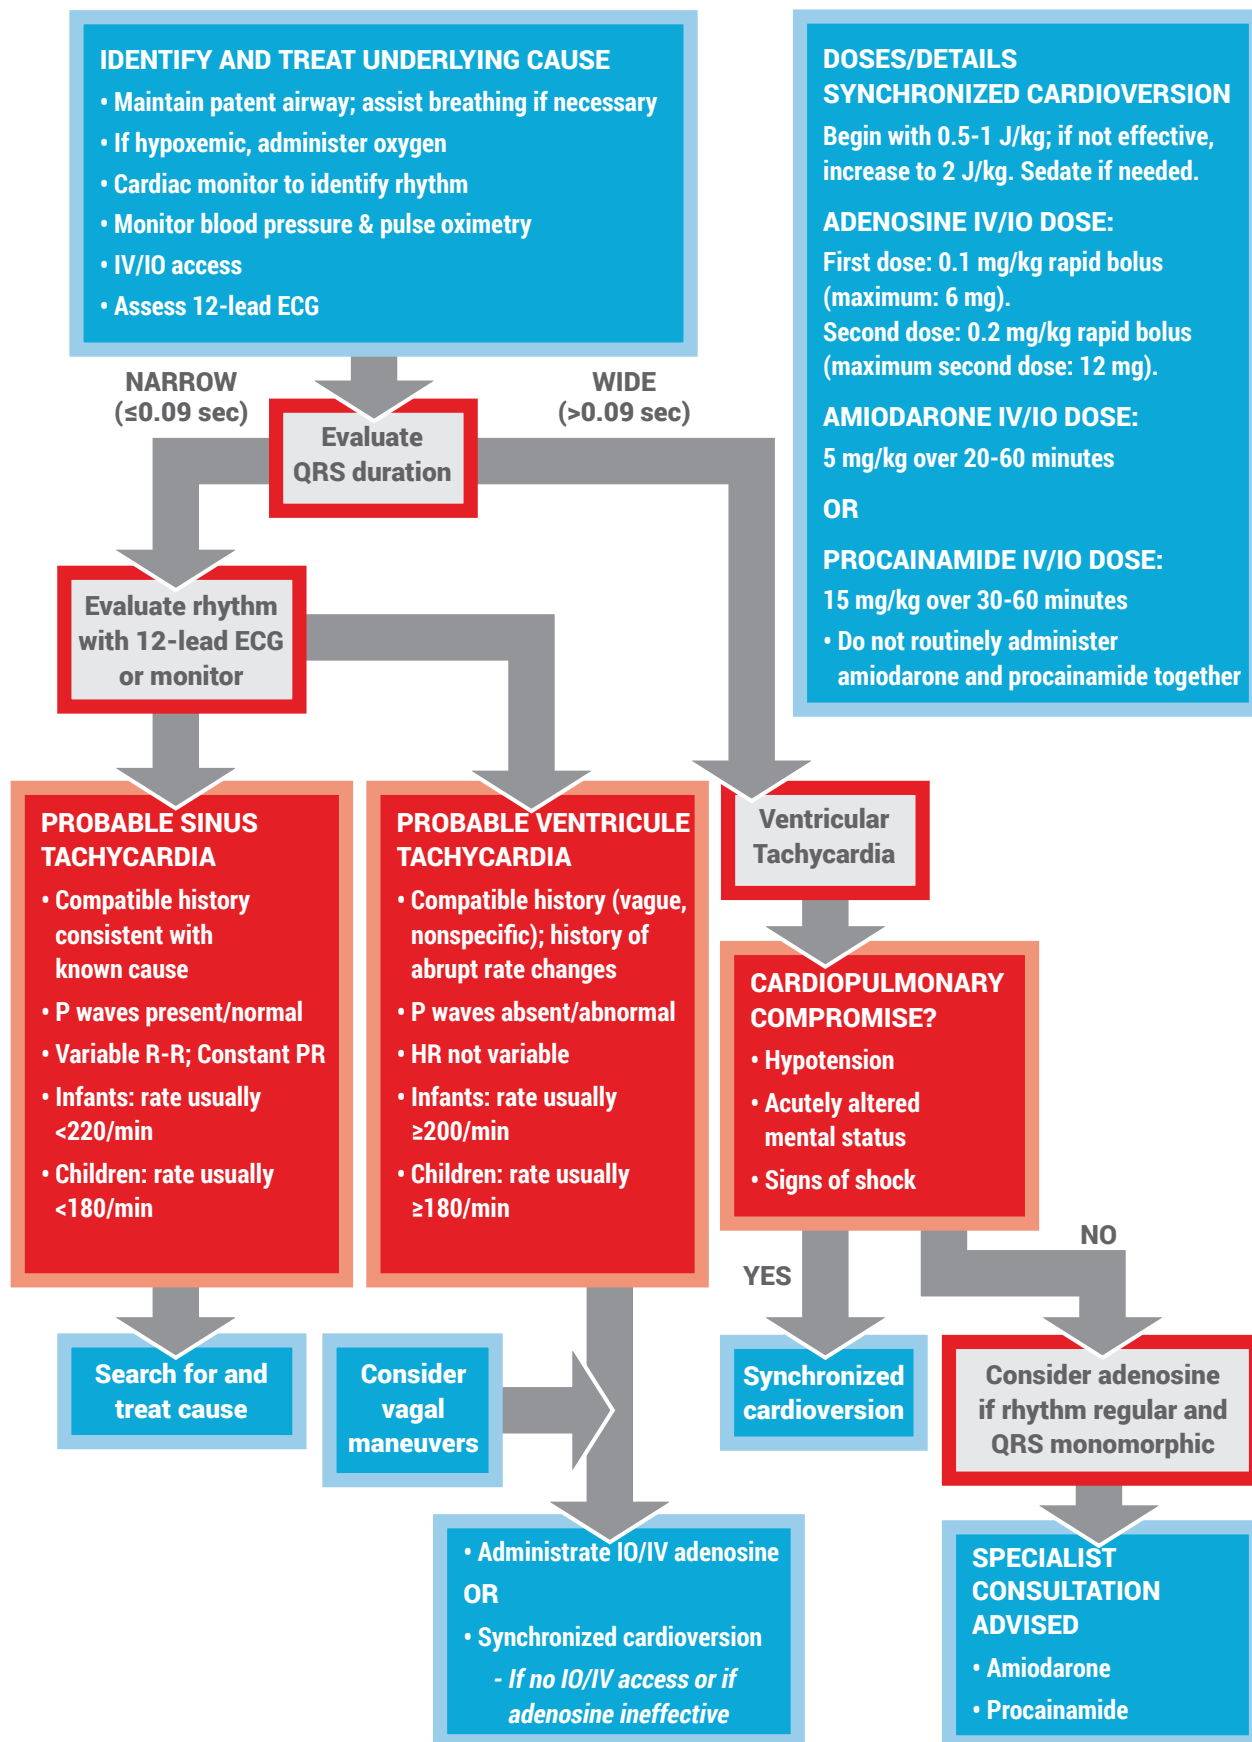 IDENTIFY AND TREAT UNDERLYING CAUSE
• Maintain patent airway; assist breathing if necessary
• If hypoxemic, administer oxygen
• Cardiac monitor to identify rhythm
• Monitor blood pressure & pulse oximetry
• IV/IO access
• Assess 12-lead ECG
DOSES/DETAILS
SYNCHRONIZED CARDIOVERSION
Begin with 0.5-1 J/kg; if not effective,
increase to 2 J/kg. Sedate if needed.
ADENOSINE IV/IO DOSE:
First dose: 0.1 mg/kg rapid bolus
(maximum: 6 mg).
Second dose: 0.2 mg/kg rapid bolus
(maximum second dose: 12 mg).
AMIODARONE IV/IO DOSE:
5 mg/kg over 20-60 minutes
OR
PROCAINAMIDE IV/IO DOSE:
15 mg/kg over 30-60 minutes
• Do not routinely administer
amiodarone and procainamide together
NARROW
(≤0.09 sec)
WIDE
(>0.09 sec)
Evaluate
QRS duration
Evaluate rhythm
with 12-lead ECG
or monitor
PROBABLE SINUS
TACHYCARDIA
• Compatible history
consistent with
known cause
• P waves present/normal
• Variable R-R; Constant PR
• Infants: rate usually
<220/min
• Children: rate usually
<180/min
PROBABLE VENTRICULE
TACHYCARDIA
• Compatible history (vague,
nonspecific); history of
abrupt rate changes
• P waves absent/abnormal
• HR not variable
• Infants: rate usually
≥200/min
• Children: rate usually
≥180/min
Ventricular
Tachycardia
CARDIOPULMONARY
COMPROMISE?
• Hypotension
• Acutely altered
mental status
• Signs of shock
YES
NO
Search for and
treat cause
Consider
vagal
maneuvers
Synchronized
cardioversion
Consider adenosine
if rhythm regular and
QRS monomorphic
• Administrate IO/IV adenosine
OR
• Synchronized cardioversion
- If no IO/IV access or if
adenosine ineffective
SPECIALIST
CONSULTATION
ADVISED
• Amiodarone
• Procainamide